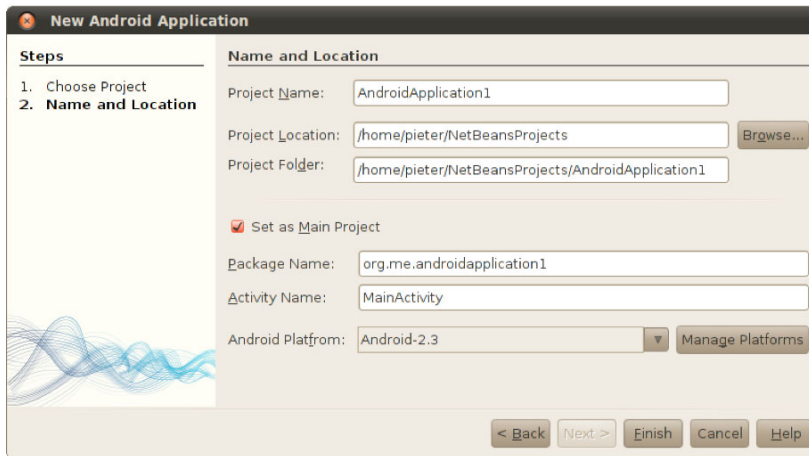 New Android Application
Steps
1. Choose Project
2. Name and Location
Name and Location
Project Name: AndroidApplication1
Project Location: /home/pieter/NetBeansProjects Browse...
Project Folder: /home/pieter/NetBeansProjects/AndroidApplication1
Set as Main Project
Package Name: org.me.androidapplication1
Activity Name: MainActivity
Android Platfrom: Android-2.3 Manage Platforms
< Back Next > Finish Cancel Help